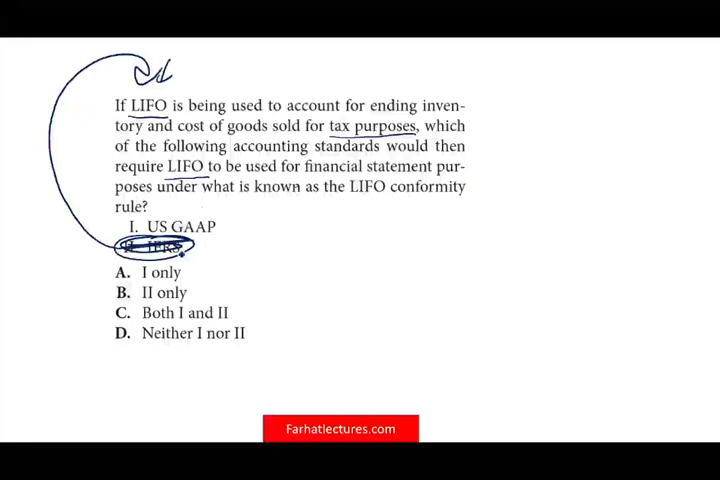 If LIFO is being used to account for ending inven-
tory and cost of goods sold for tax purposes, which
of the following accounting standards would then
require LIFO to be used for financial statement pur-
poses under what is known as the LIFO conformity
rule?
I. US GAAP
II. IFRS
A. I only
B. II only
C. Both I and II
D. Neither I nor II
Farhatlectures.com